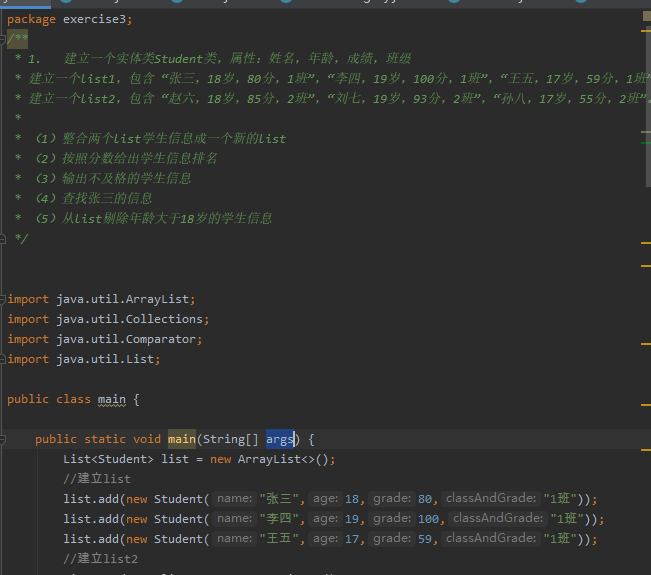 package exercise3;
/**
 * 1. 建立一个实体类Student类，属性：姓名，年龄，成绩，班级
 * 建立一个list1，包含 “张三，18岁，80分，1班”，“李四，19岁，100分，1班”，“王五，17岁，59分，1班”
 * 建立一个list2，包含 “赵六，18岁，85分，2班”，“刘七，19岁，93分，2班”，“孙八，17岁，55分，2班”，
 *
 * （1）整合两个list学生信息成一个新的list
 * （2）按照分数给出学生信息排名
 * （3）输出不及格的学生信息
 * （4）查找张三的信息
 * （5）从list剔除年龄大于18岁的学生信息
 */
import java.util.ArrayList;
import java.util.Collections;
import java.util.Comparator;
import java.util.List;
public class main {
public static void main(String[] args) {
List<Student> list = new ArrayList<>();
//建立list
list.add(new Student( name: "张三", age: 18, grade: 80, classAndGrade: "1班"));
list.add(new Student( name: "李四", age: 19, grade: 100, classAndGrade: "1班"));
list.add(new Student( name: "王五", age: 17, grade: 59, classAndGrade: "1班"));
//建立list2